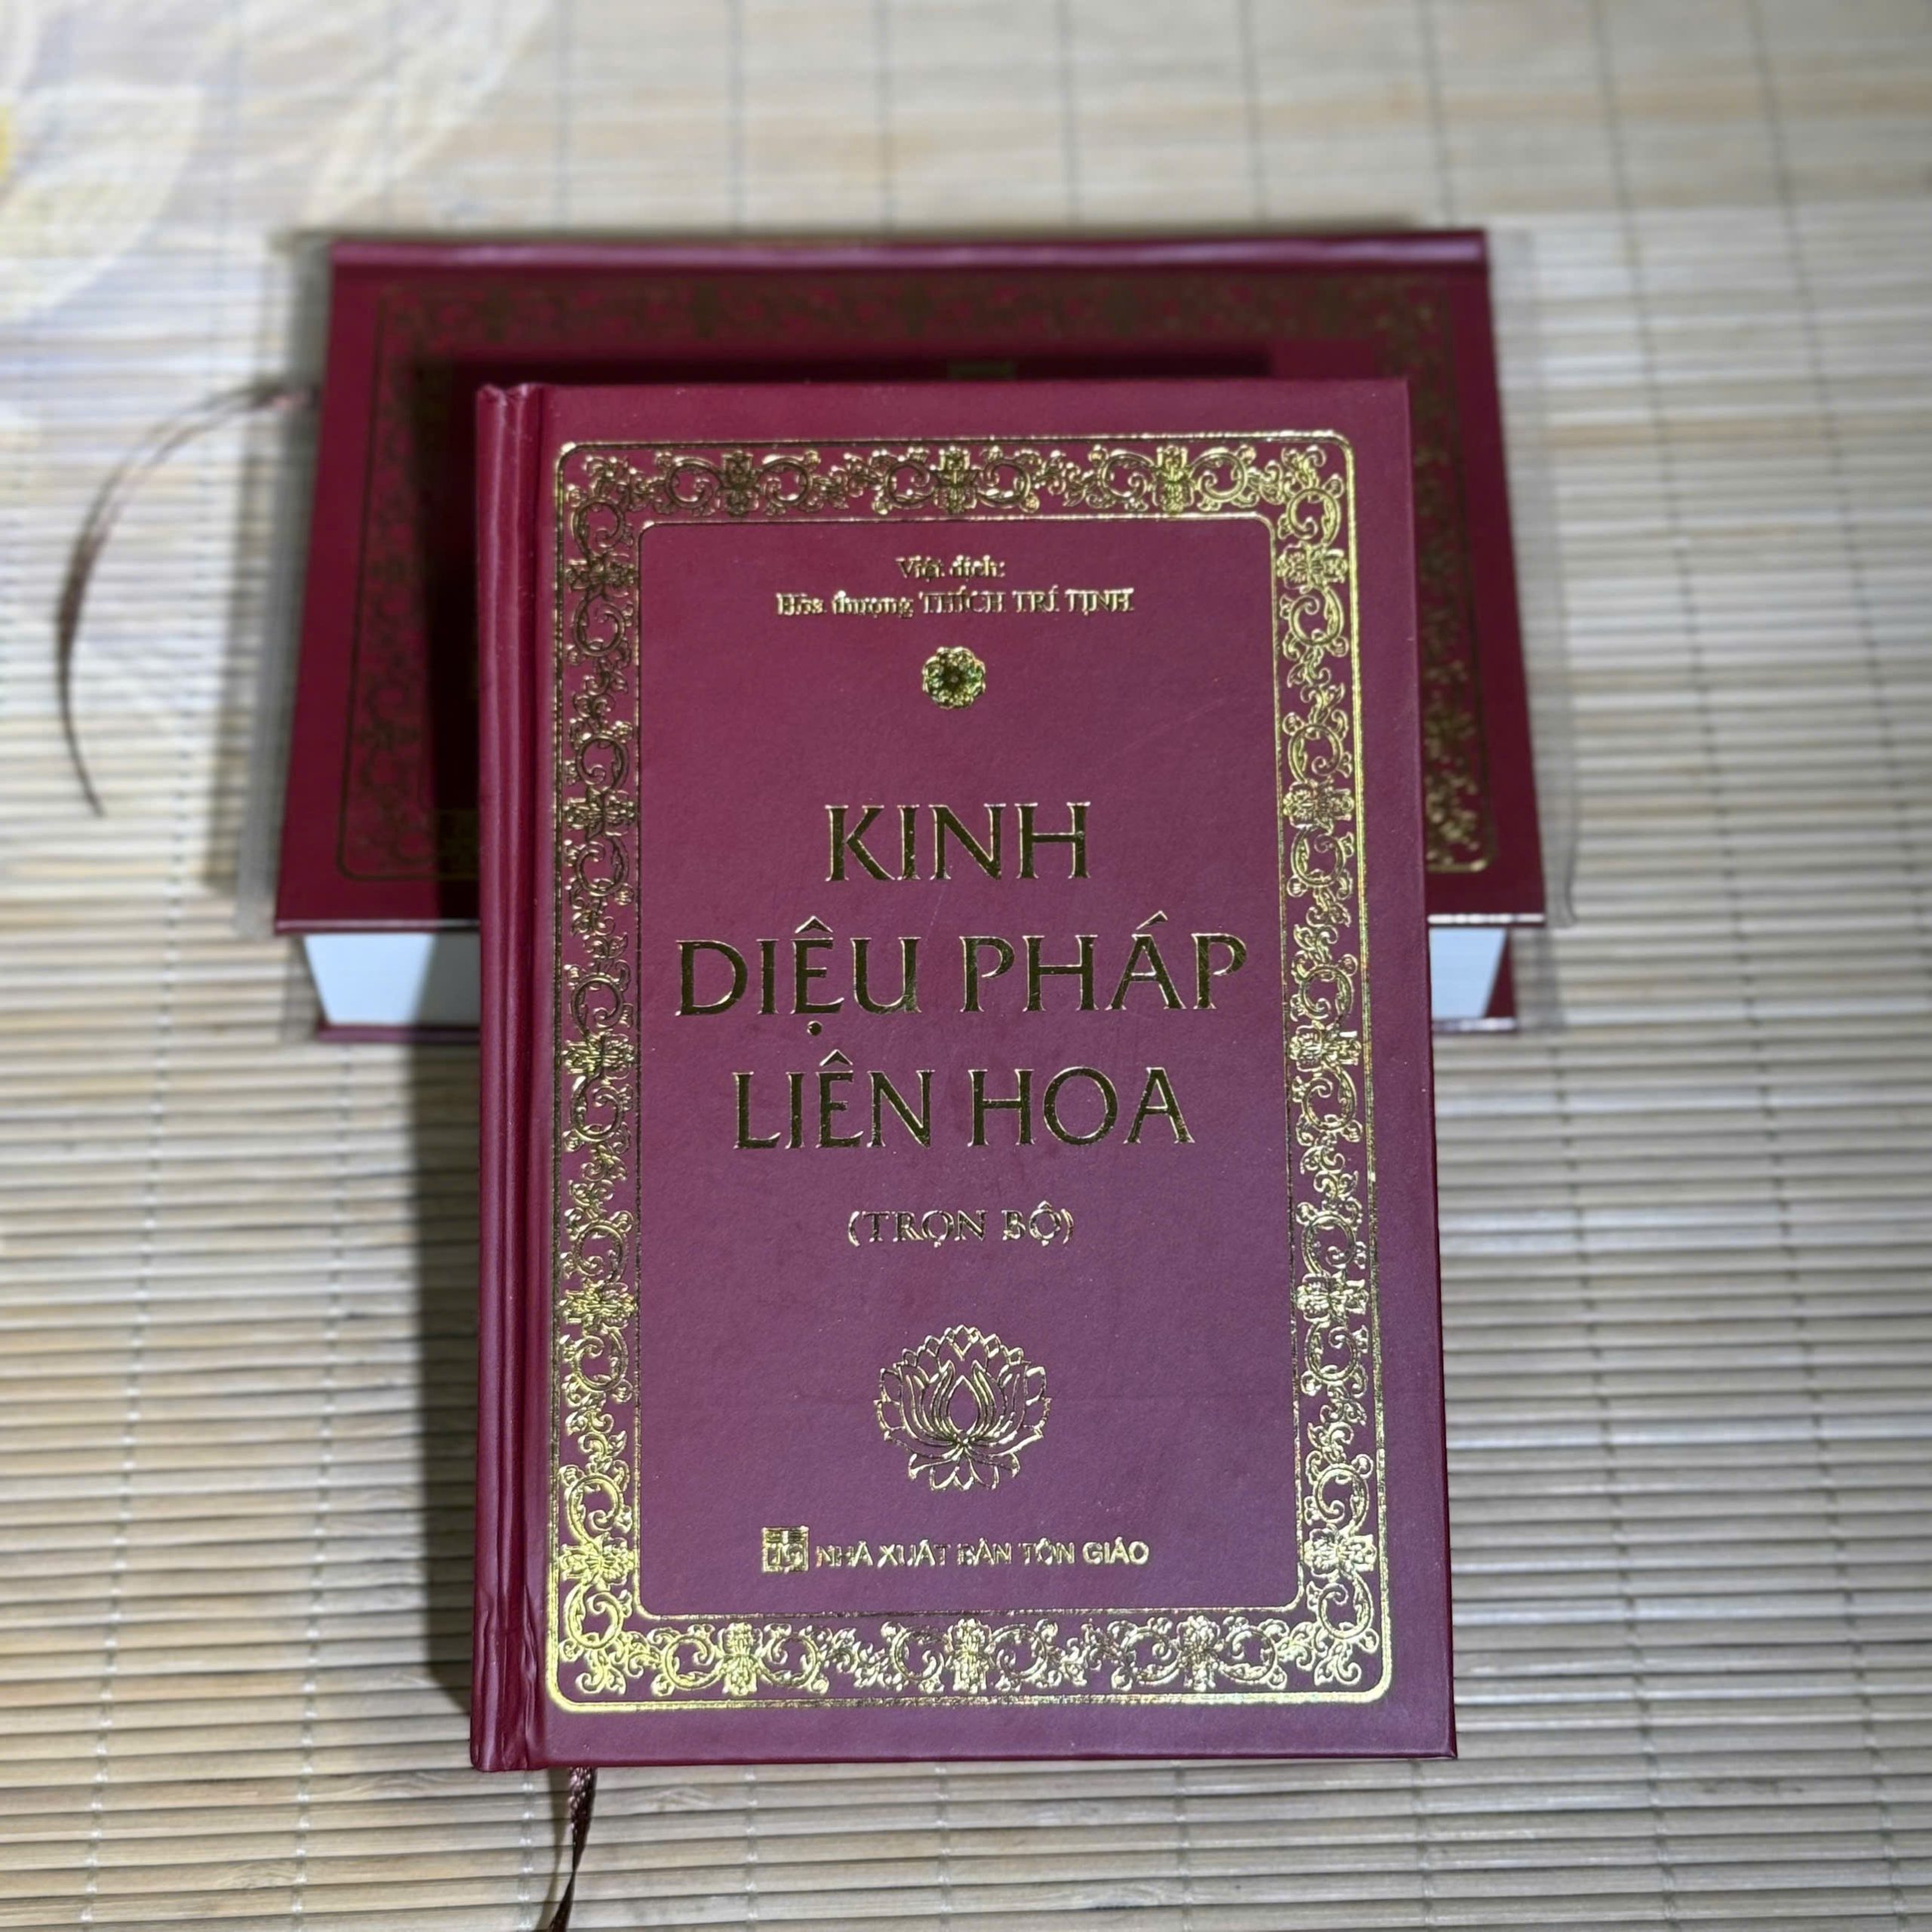 Việt dịch:
Hòa thượng THÍCH TRÍ TỊNH
KINH
DIỆU PHÁP
LIÊN HOA
(TRỌN BỘ)
NHÀ XUẤT BẢN TÔN GIÁO